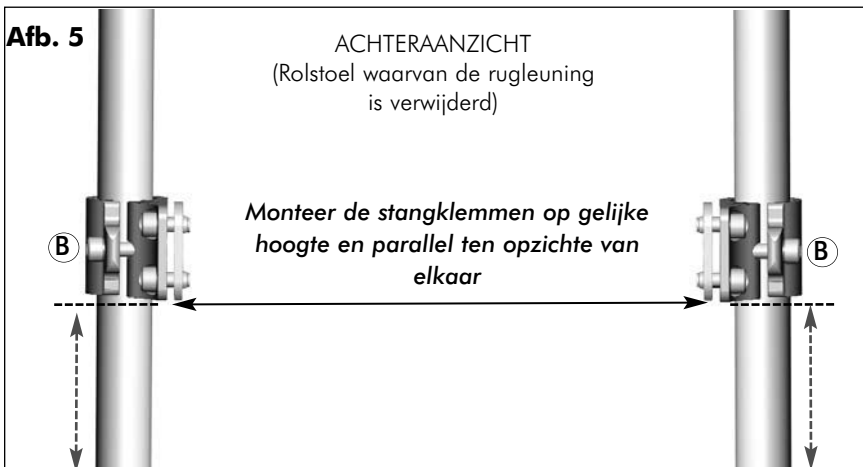 Afb. 5
ACHTERAANZICHT
(Rolstoel waarvan de rugleuning
is verwijderd)
Monteer de stangklemmen op gelijke
hoogte en parallel ten opzichte van
elkaar
B
B